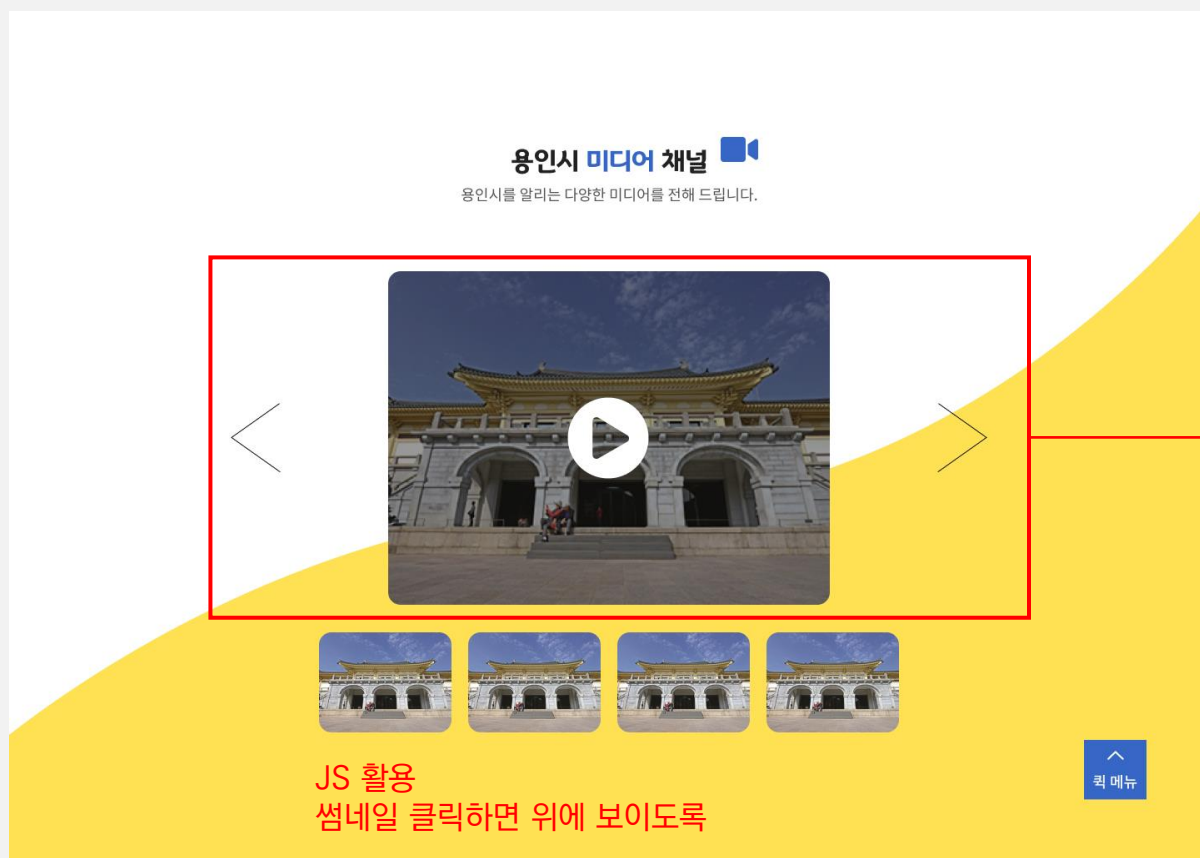 용인시 미디어 채널
용인시를 알리는 다양한 미디어를 전해 드립니다.
JS 활용
썸네일 클릭하면 위에 보이도록
퀵 메뉴